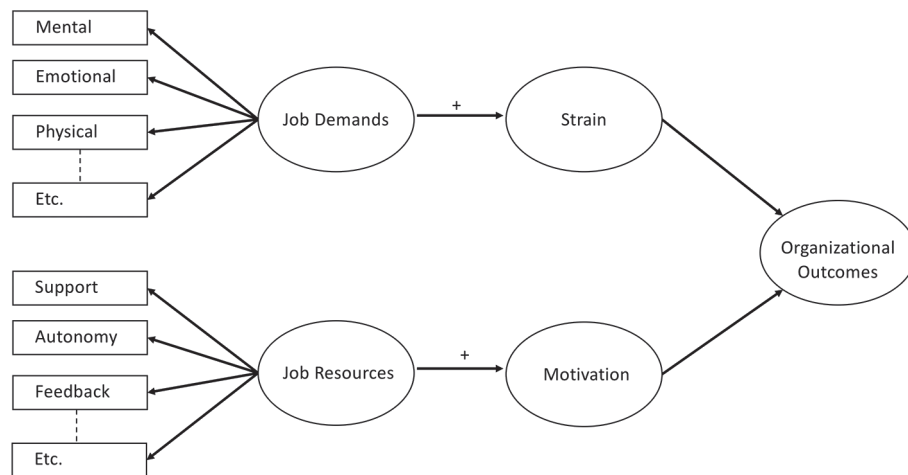 Mental
Emotional
Physical
Etc.
Job Demands
+
Strain
Organizational
Outcomes
Support
Autonomy
Feedback
Etc.
Job Resources
+
Motivation